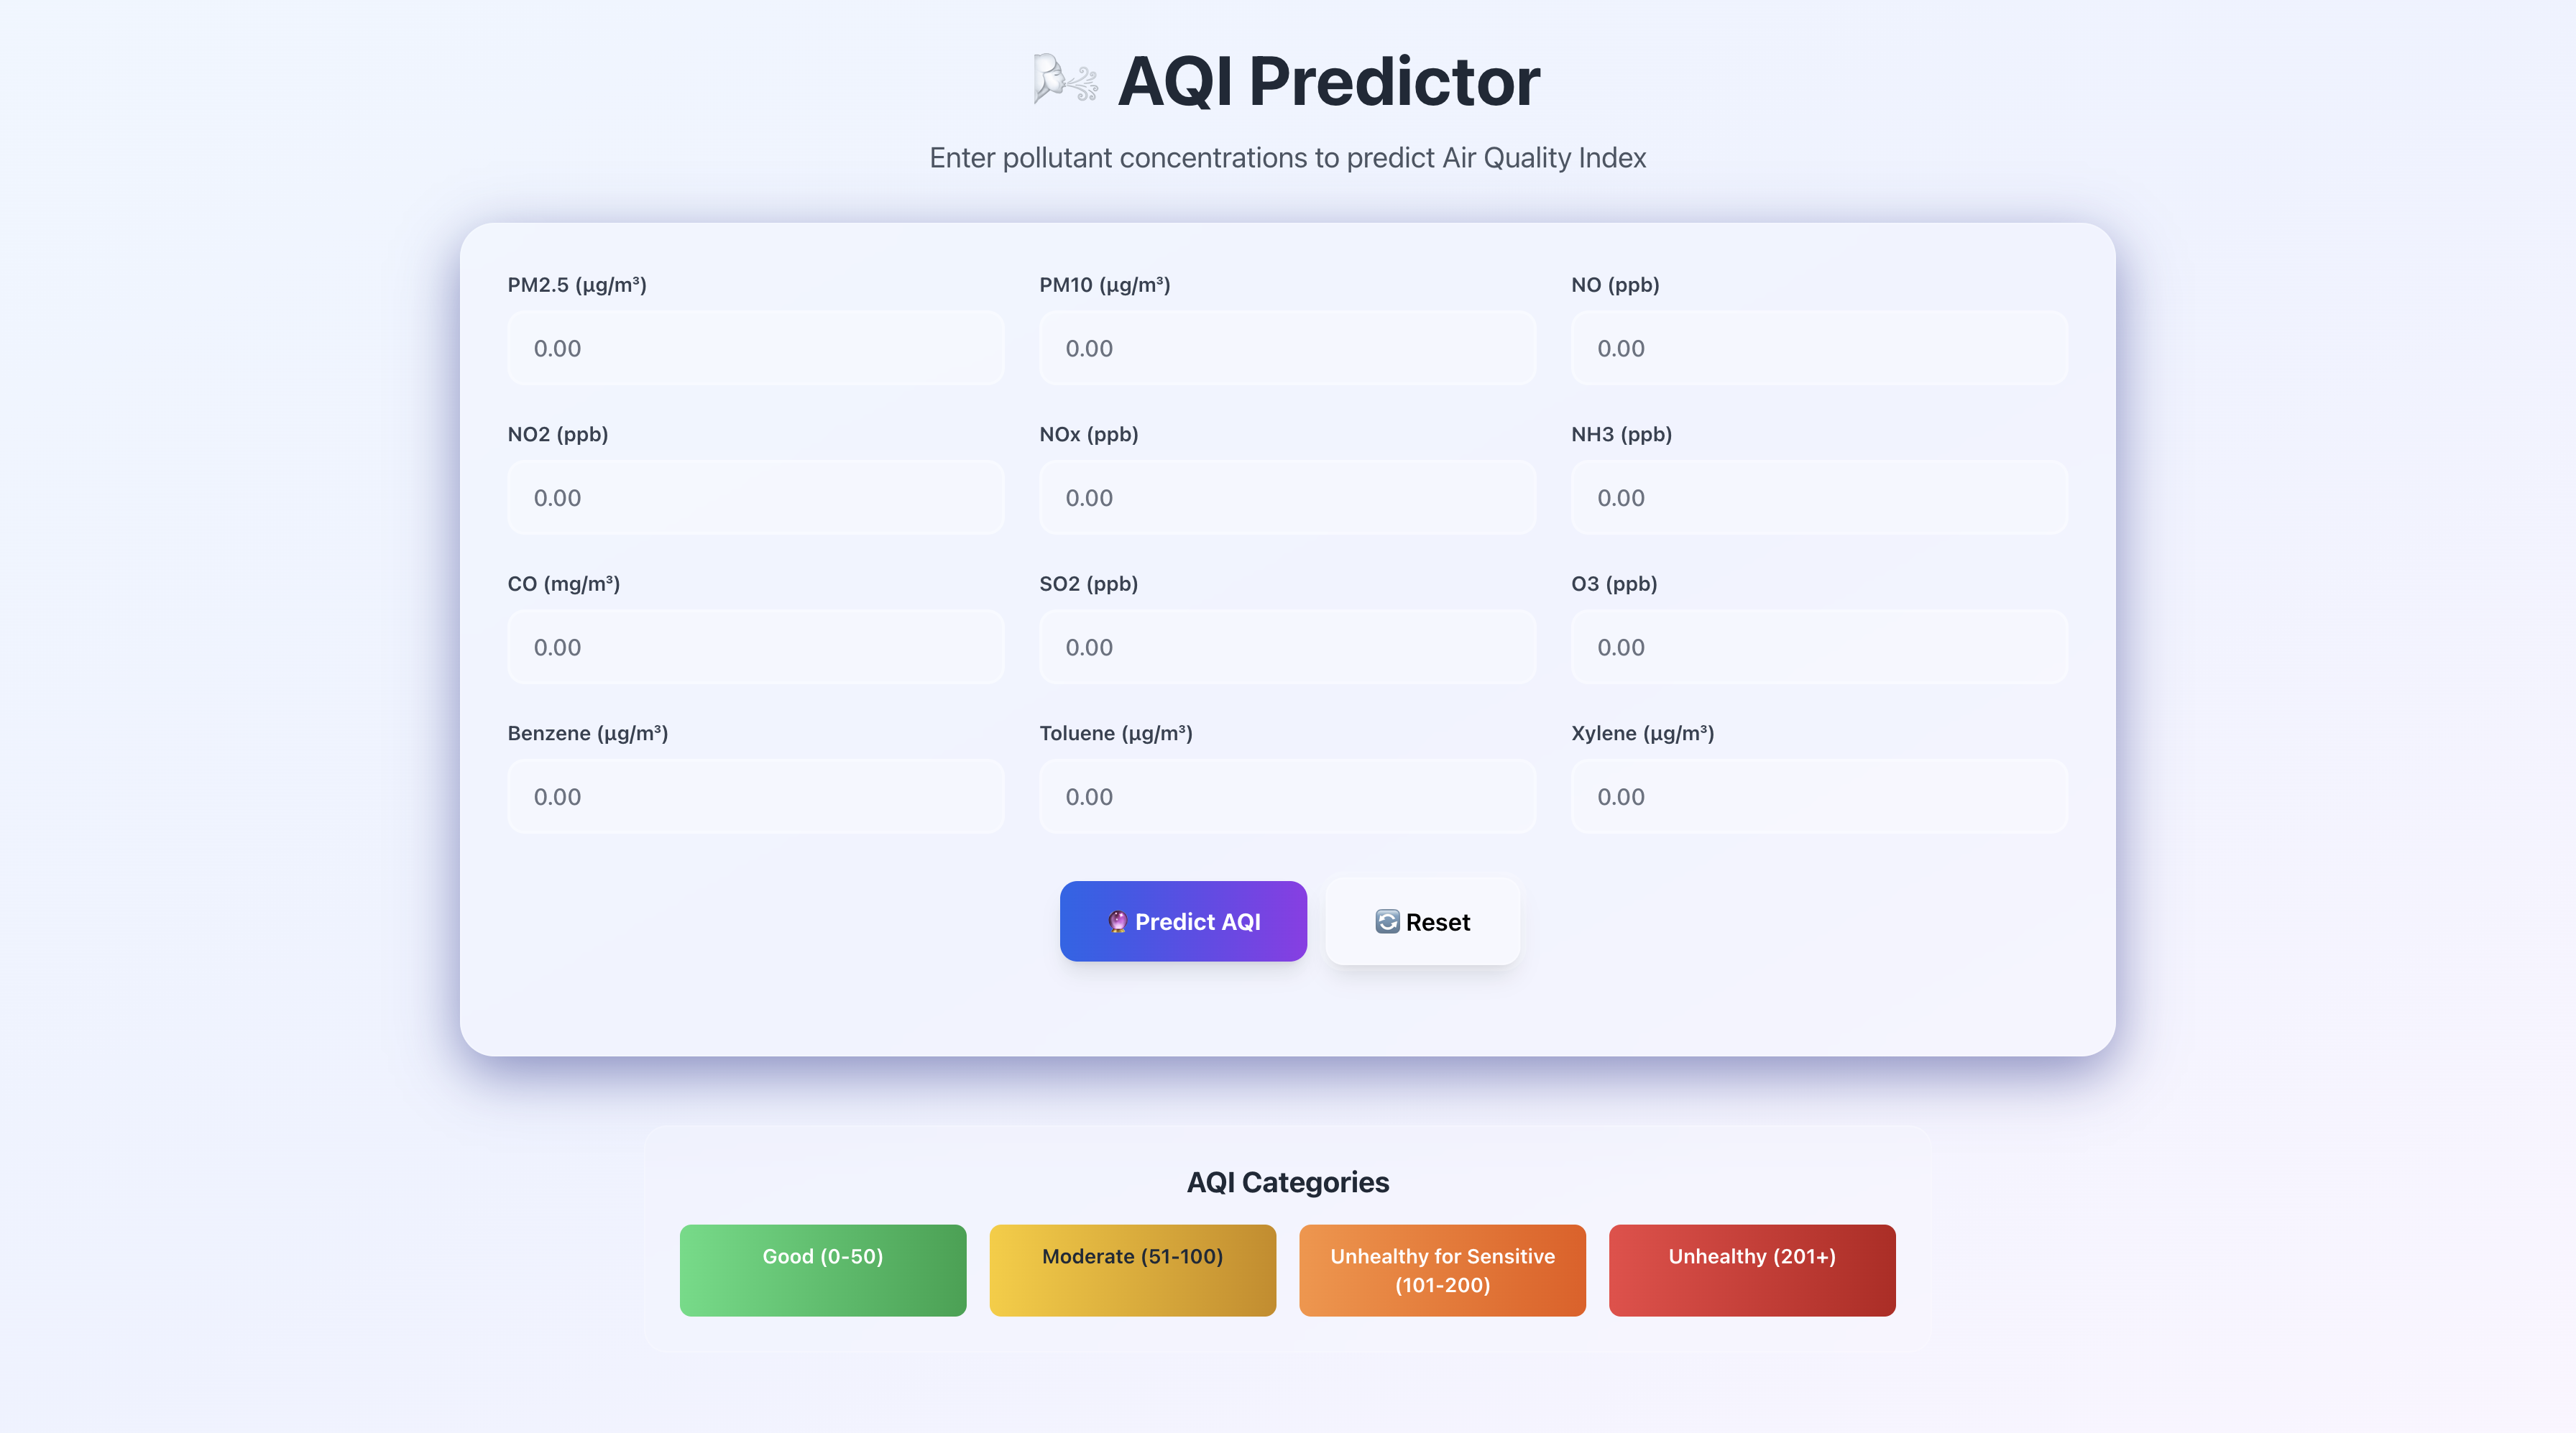 AQI Predictor
Enter pollutant concentrations to predict Air Quality Index
PM2.5 (μg/m³)
PM10 (μg/m³)
NO (ppb)
0.00
0.00
0.00
NO2 (ppb)
NOx (ppb)
NH3 (ppb)
0.00
0.00
0.00
CO (mg/m³)
SO2 (ppb)
O3 (ppb)
0.00
0.00
0.00
Benzene (μg/m³)
Toluene (μg/m³)
Xylene (μg/m³)
0.00
0.00
0.00
Predict AQI
Reset
AQI Categories
Good (0-50)
Moderate (51-100)
Unhealthy for Sensitive
(101-200)
Unhealthy (201+)